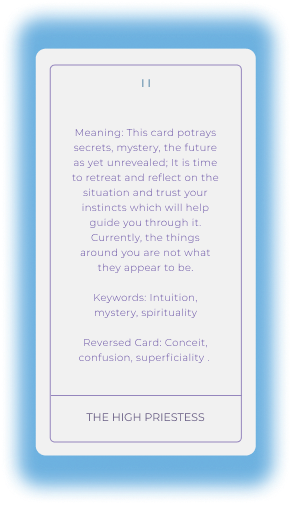 II
Meaning: This card potrays
secrets, mystery, the future
as yet unrevealed; It is time
to retreat and reflect on the
situation and trust your
instincts which will help
guide you through it.
Currently, the things
around you are not what
they appear to be.
Keywords: Intuition,
mystery, spirituality
Reversed Card: Conceit,
confusion, superficiality .
THE HIGH PRIESTESS